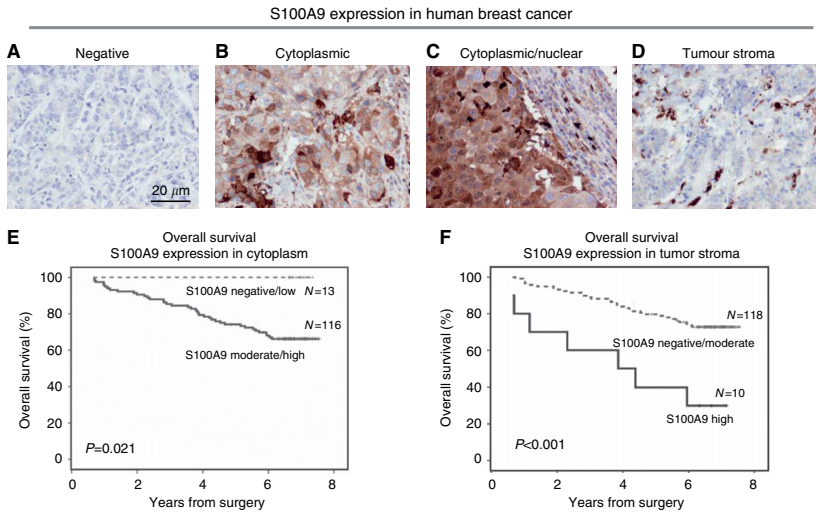 S100A9 expression in human breast cancer
A Negative
B Cytoplasmic
C Cytoplasmic/nuclear
D Tumour stroma
20 μm
E
Overall survival
S100A9 expression in cytoplasm
100
80
60
40
20
0
Overall survival (%)
S100A9 negative/low N=13
N=116
S100A9 moderate/high
P=0.021
0 2 4 6 8
Years from surgery
F
Overall survival
S100A9 expression in tumor stroma
100
80
60
40
20
0
Overall survival (%)
N=118
S100A9 negative/moderate
N=10
S100A9 high
P<0.001
0 2 4 6 8
Years from surgery